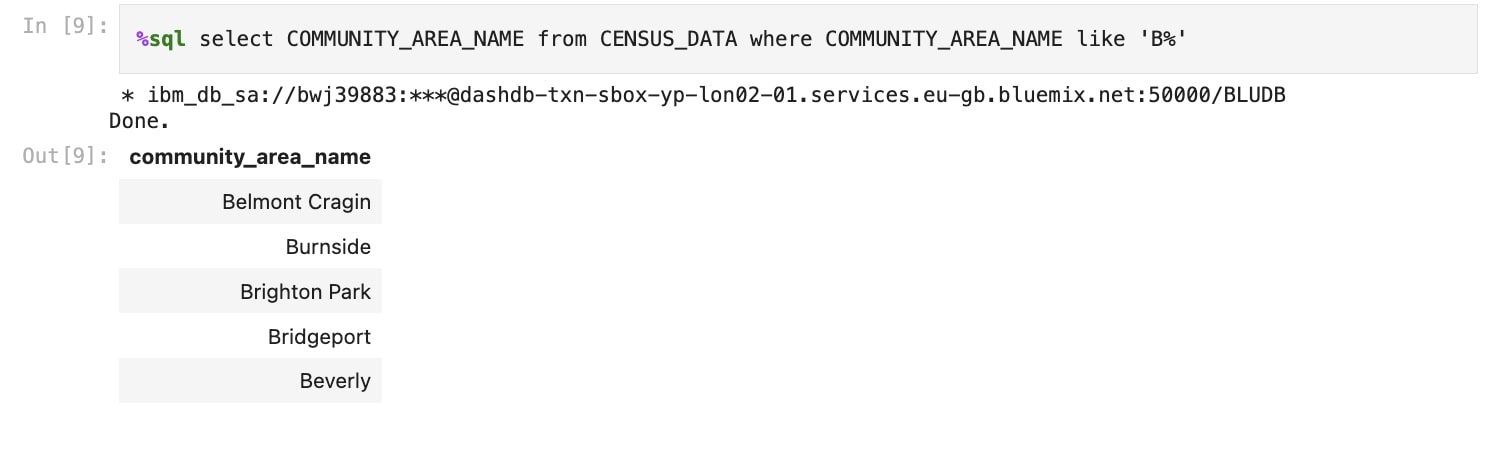 In [9]: %sql select COMMUNITY_AREA_NAME from CENSUS_DATA where COMMUNITY_AREA_NAME like 'B%'
* ibm_db_sa://bwj39883:***@dashdb-txn-sbox-yp-lon02-01.services.eu-gb.bluemix.net:50000/BLUDB
Done.
Out[9]: community_area_name
Belmont Cragin
Burnside
Brighton Park
Bridgeport
Beverly